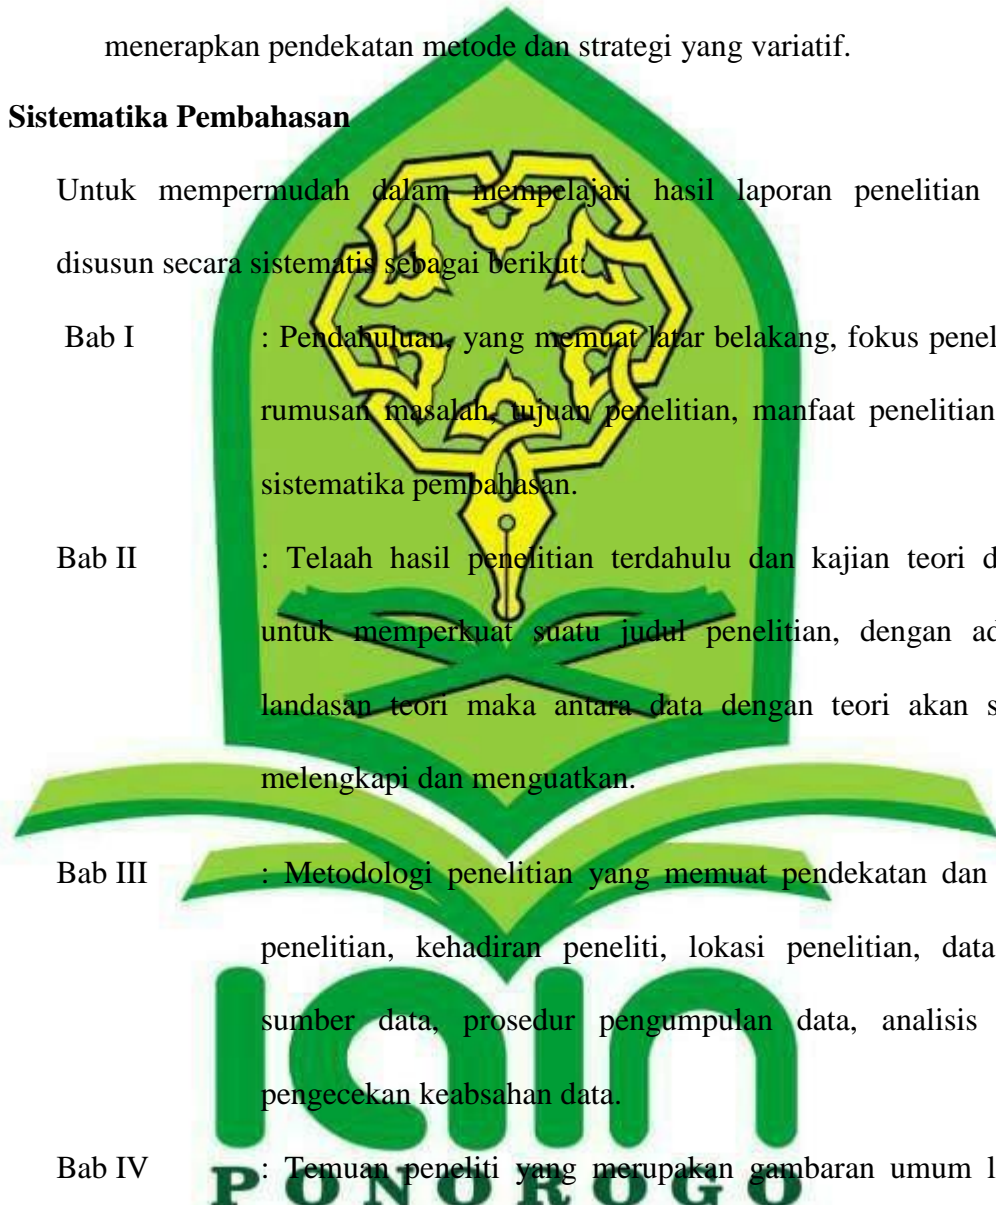 menerapkan pendekatan metode dan strategi yang variatif.
Sistematika Pembahasan
Untuk mempermudah dalam mempelajari hasil laporan penelitian
disusun secara sistematis sebagai berikut:
Bab I : Pendahuluan, yang memuat latar belakang, fokus penel
rumusan masalah, tujuan penelitian, manfaat penelitian
sistematika pembahasan.
Bab II : Telaah hasil penelitian terdahulu dan kajian teori d
untuk memperkuat suatu judul penelitian, dengan ad
landasan teori maka antara data dengan teori akan s
melengkapi dan menguatkan.
Bab III : Metodologi penelitian yang memuat pendekatan dan
penelitian, kehadiran peneliti, lokasi penelitian, data
sumber data, prosedur pengumpulan data, analisis
pengecekan keabsahan data.
Bab IV : Temuan peneliti yang merupakan gambaran umum l
iain
PONOROGO